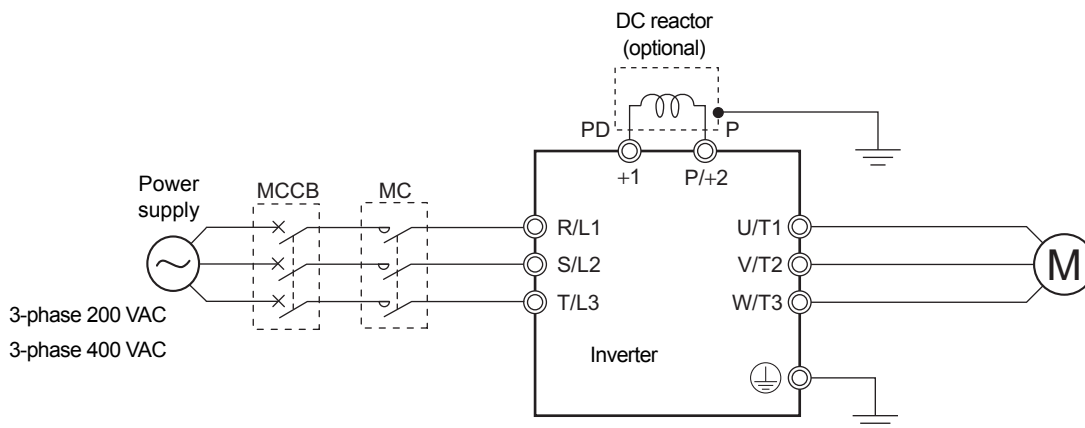 DC reactor
(optional)
PD
P
+1
P/+2
Power
supply
MCCB
MC
R/L1
U/T1
S/L2
V/T2
M
T/L3
W/T3
3-phase 200 VAC
3-phase 400 VAC
Inverter